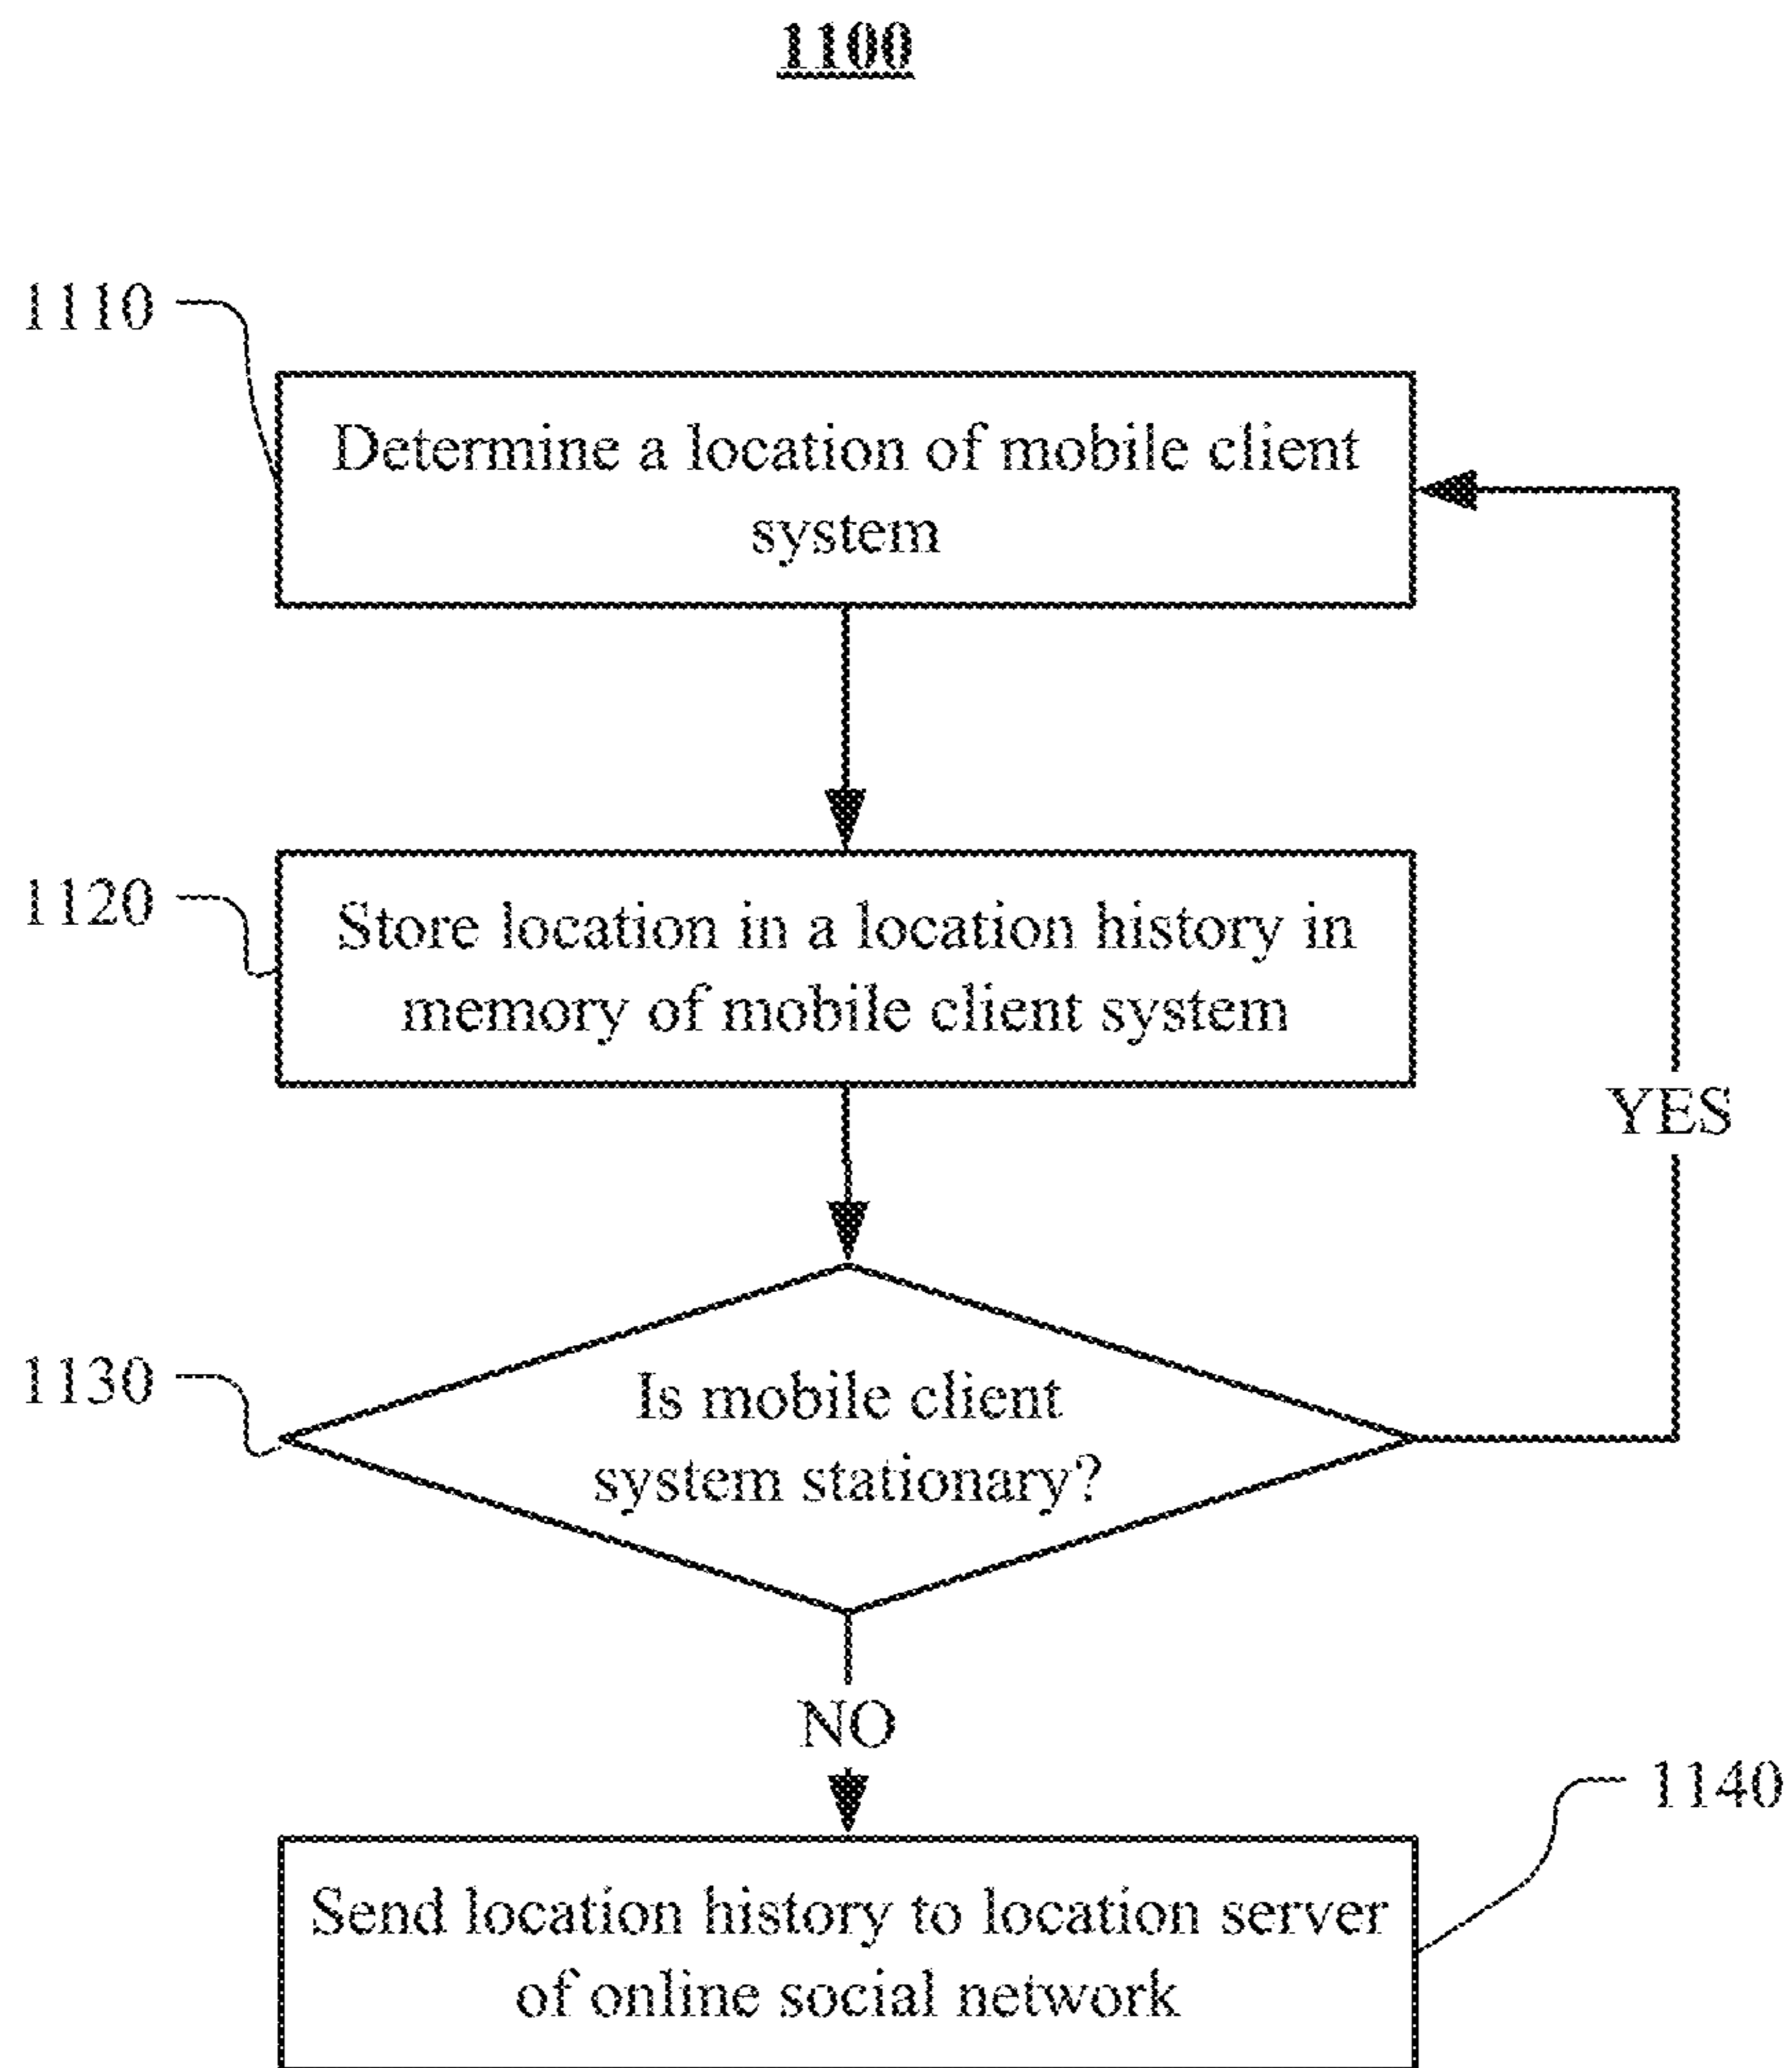 1100
1110
Determine a location of mobile client
system
1120
Store location in a location history in
memory of mobile client system
YES
1130
Is mobile client
system stationary?
NO
1140
Send location history to location server
of online social network